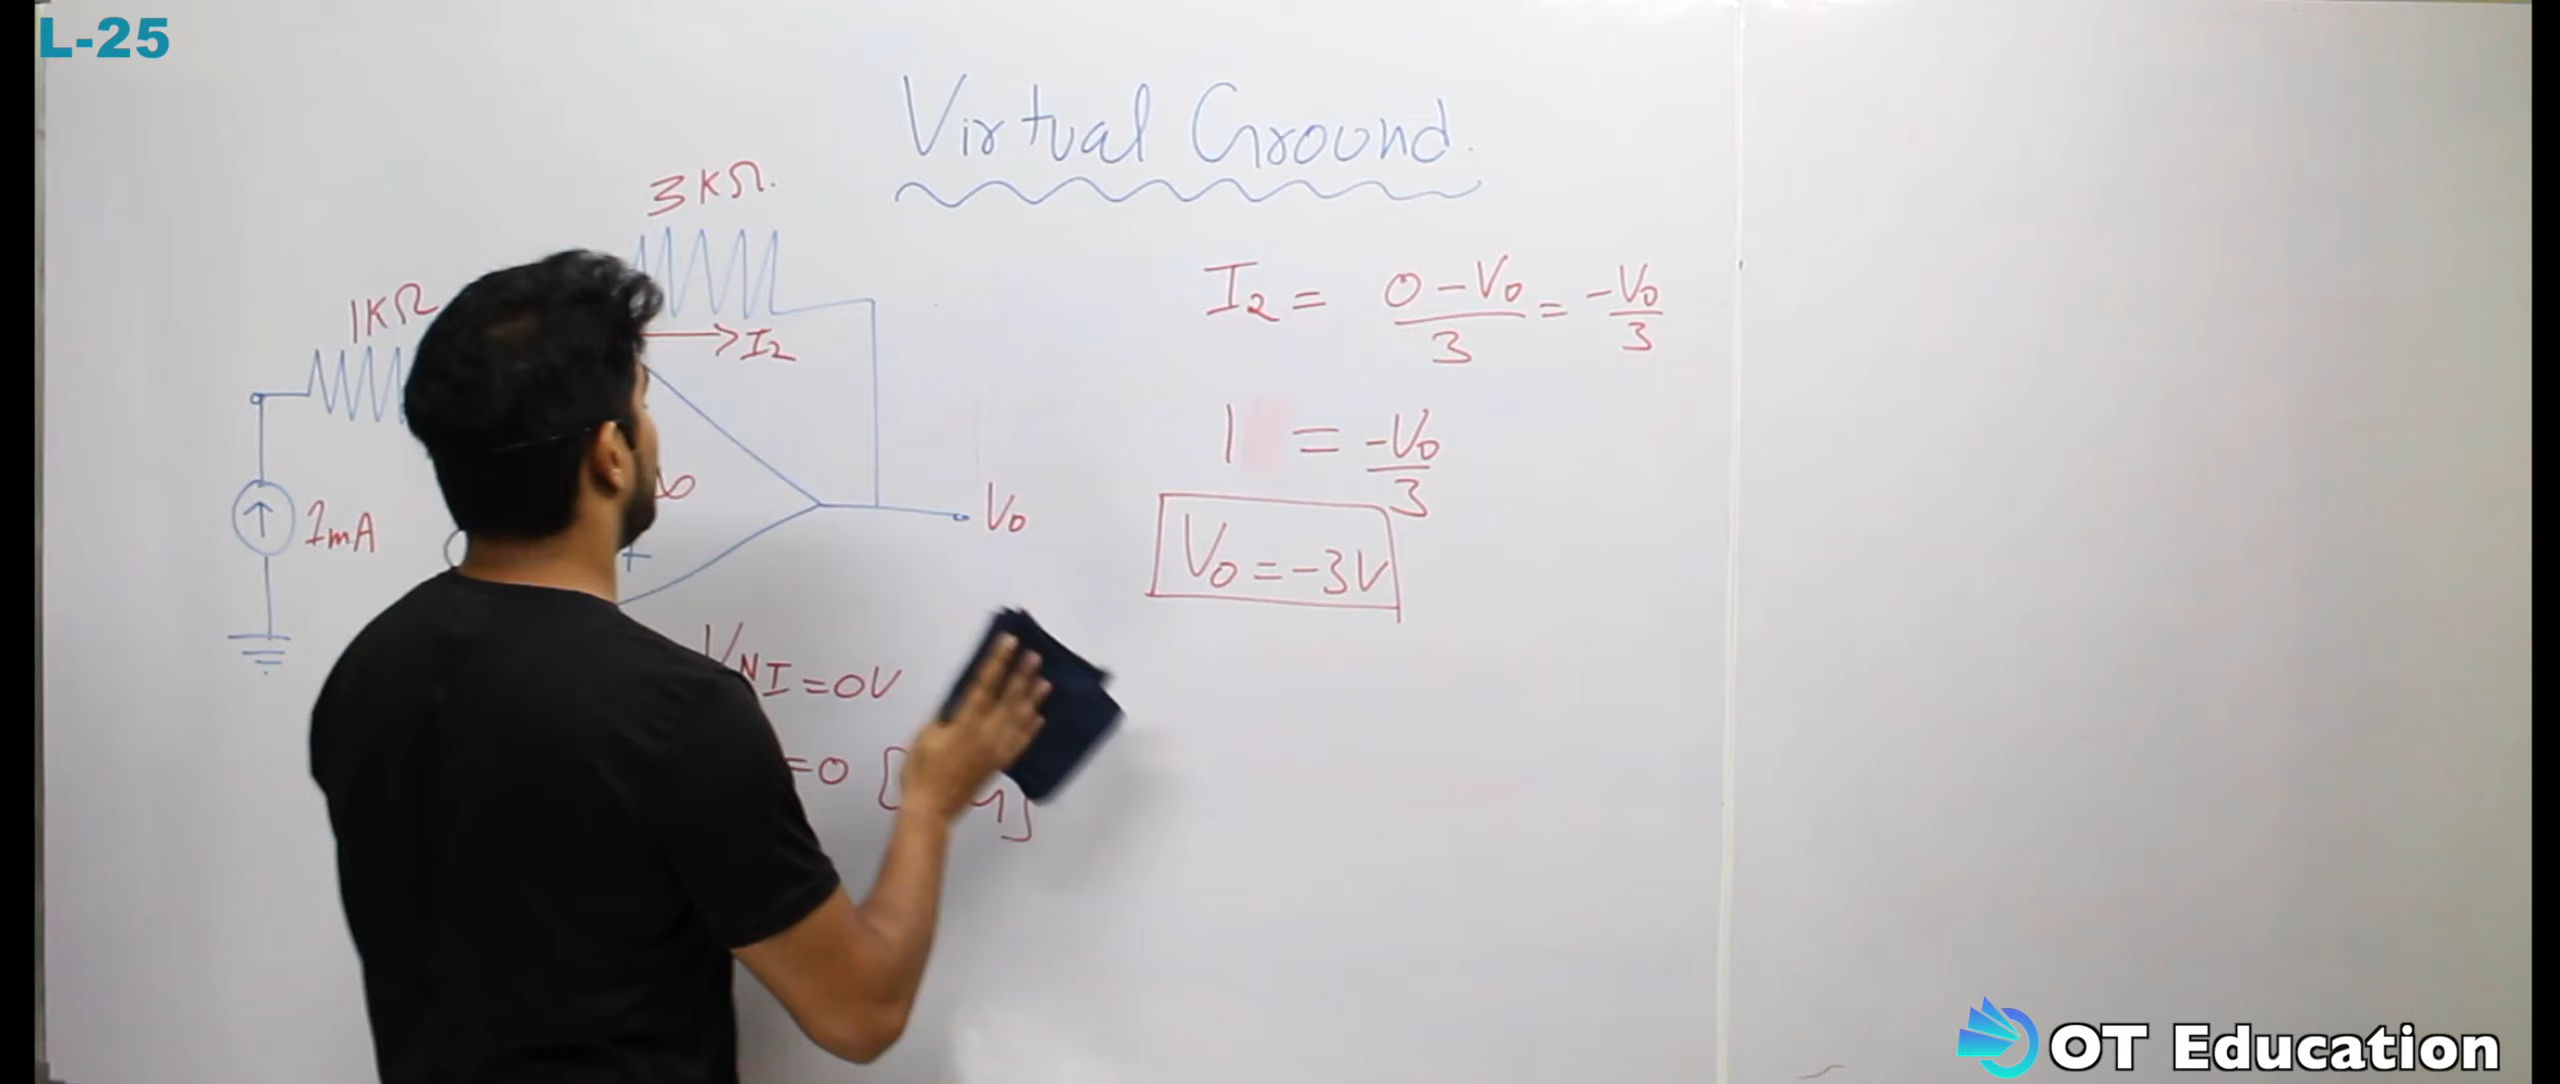 L-25
Virtual Ground.
3KΩ.
1KΩ
→I2
∞
+
1mA
Vo
VNI=0V
=0 [
I2 = 0-Vo/3 = -Vo/3
1 = -Vo/3
Vo=-3V
OT Education